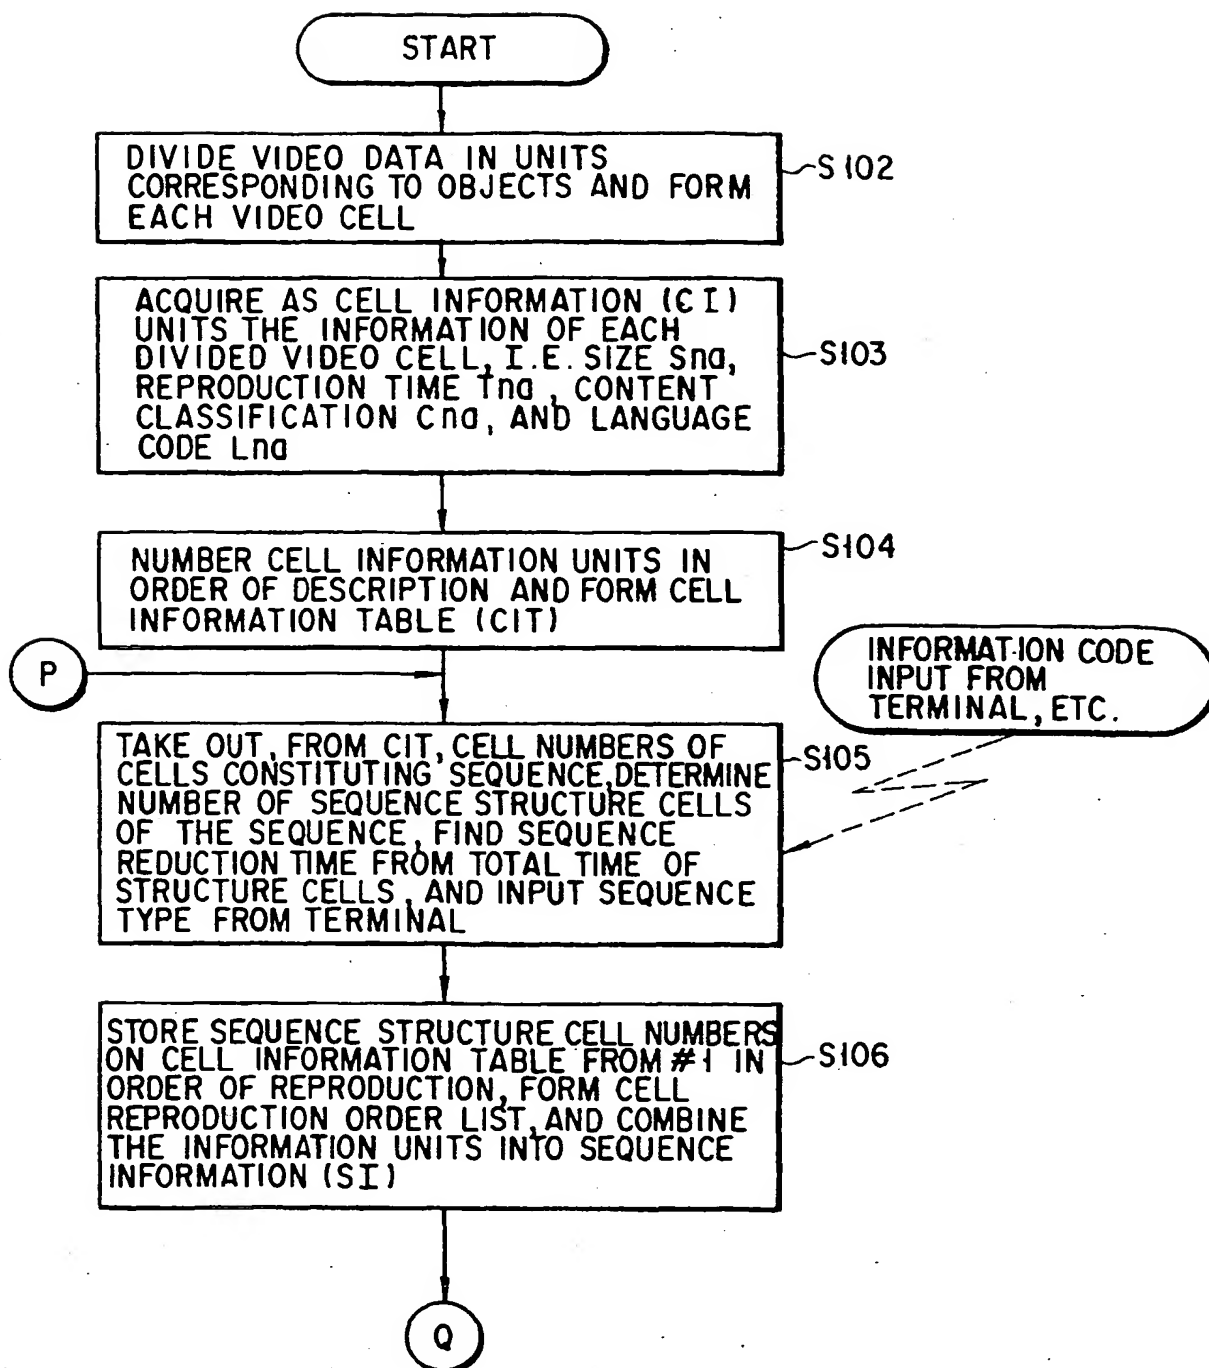 START
DIVIDE VIDEO DATA IN UNITS
CORRESPONDING TO OBJECTS AND FORM
EACH VIDEO CELL
S102
ACQUIRE AS CELL INFORMATION (CI)
UNITS THE INFORMATION OF EACH
DIVIDED VIDEO CELL, I.E. SIZE Sna,
REPRODUCTION TIME Tna, CONTENT
CLASSIFICATION Cna, AND LANGUAGE
CODE Lna
S103
NUMBER CELL INFORMATION UNITS IN
ORDER OF DESCRIPTION AND FORM CELL
INFORMATION TABLE (CIT)
S104
P
INFORMATION CODE
INPUT FROM
TERMINAL, ETC.
TAKE OUT, FROM CIT, CELL NUMBERS OF
CELLS CONSTITUTING SEQUENCE, DETERMINE
NUMBER OF SEQUENCE STRUCTURE CELLS
OF THE SEQUENCE, FIND SEQUENCE
REDUCTION TIME FROM TOTAL TIME OF
STRUCTURE CELLS, AND INPUT SEQUENCE
TYPE FROM TERMINAL
S105
STORE SEQUENCE STRUCTURE CELL NUMBERS
ON CELL INFORMATION TABLE FROM #1 IN
ORDER OF REPRODUCTION, FORM CELL
REPRODUCTION ORDER LIST, AND COMBINE
THE INFORMATION UNITS INTO SEQUENCE
INFORMATION (SI)
S106
Q